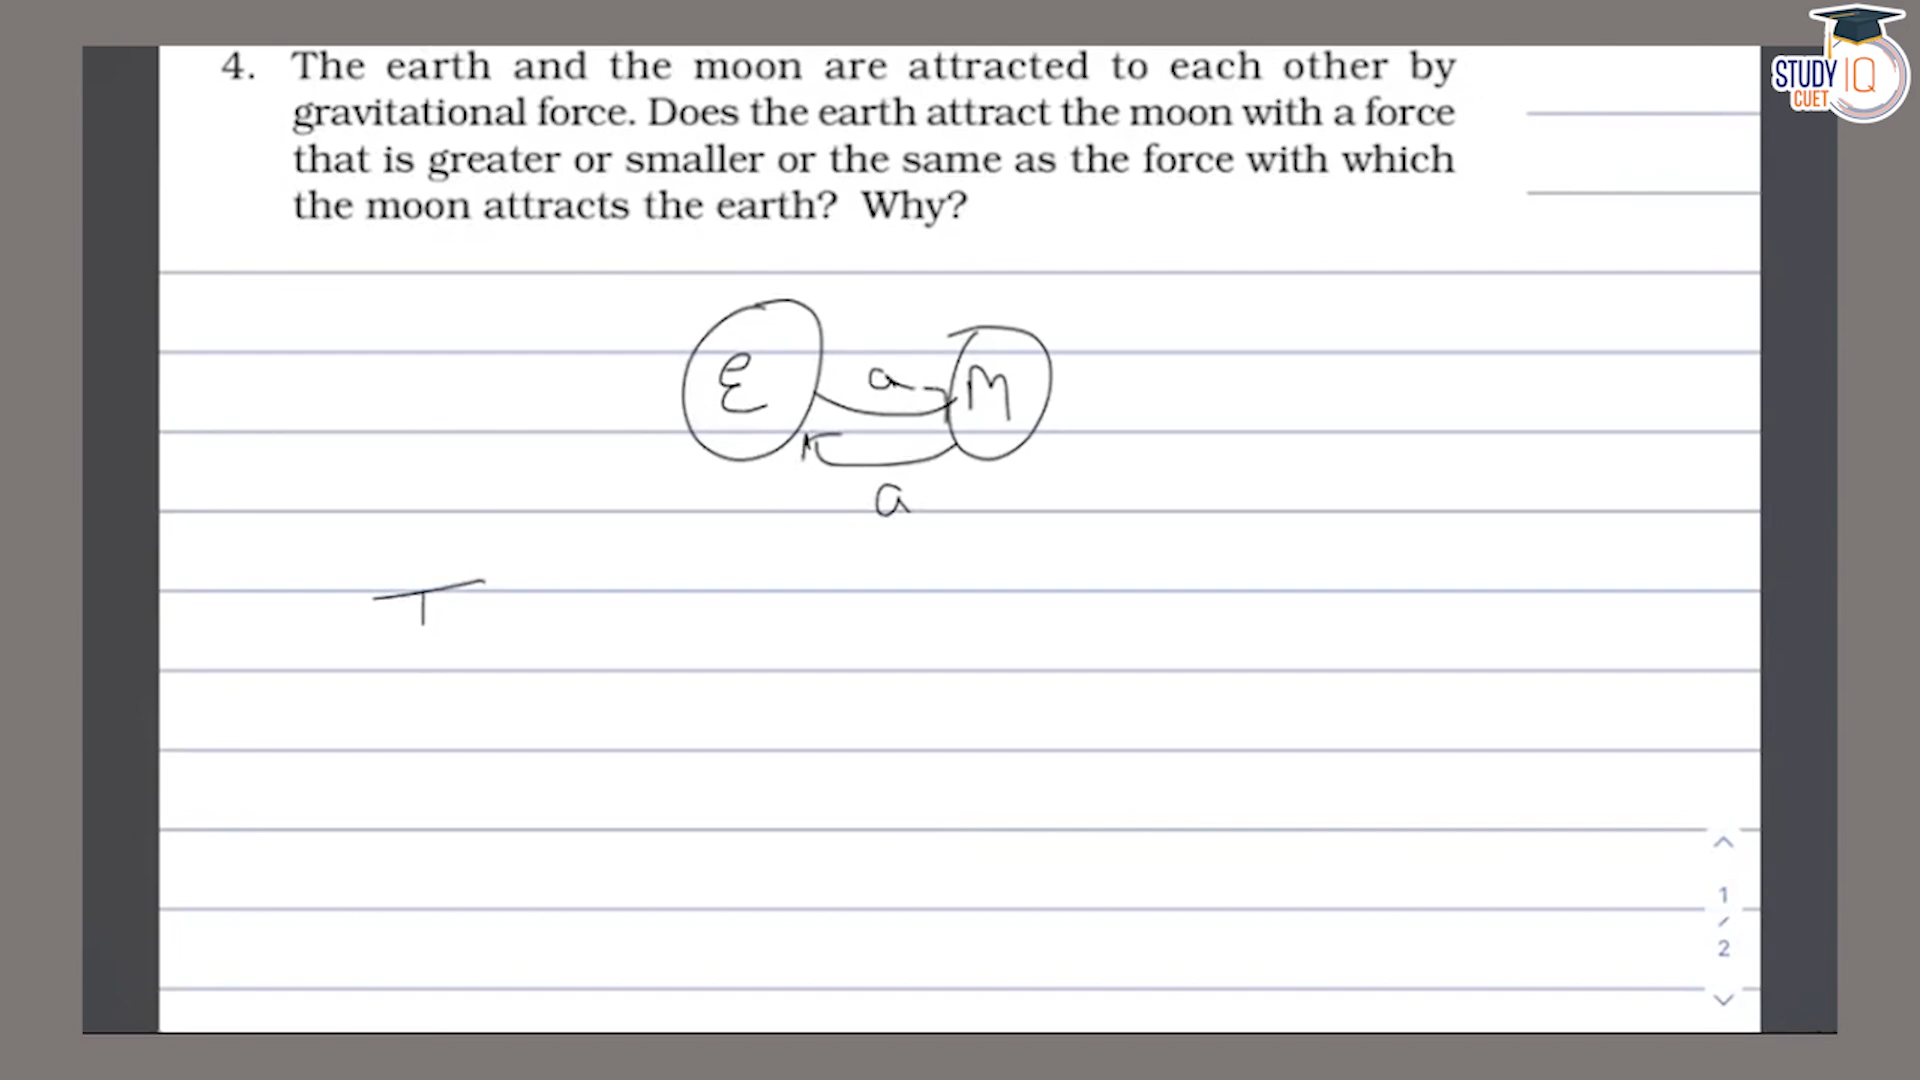 STUDY IQ
CUET
4. The earth and the moon are attracted to each other by
gravitational force. Does the earth attract the moon with a force
that is greater or smaller or the same as the force with which
the moon attracts the earth? Why?
E a M
a
T
1
/
2